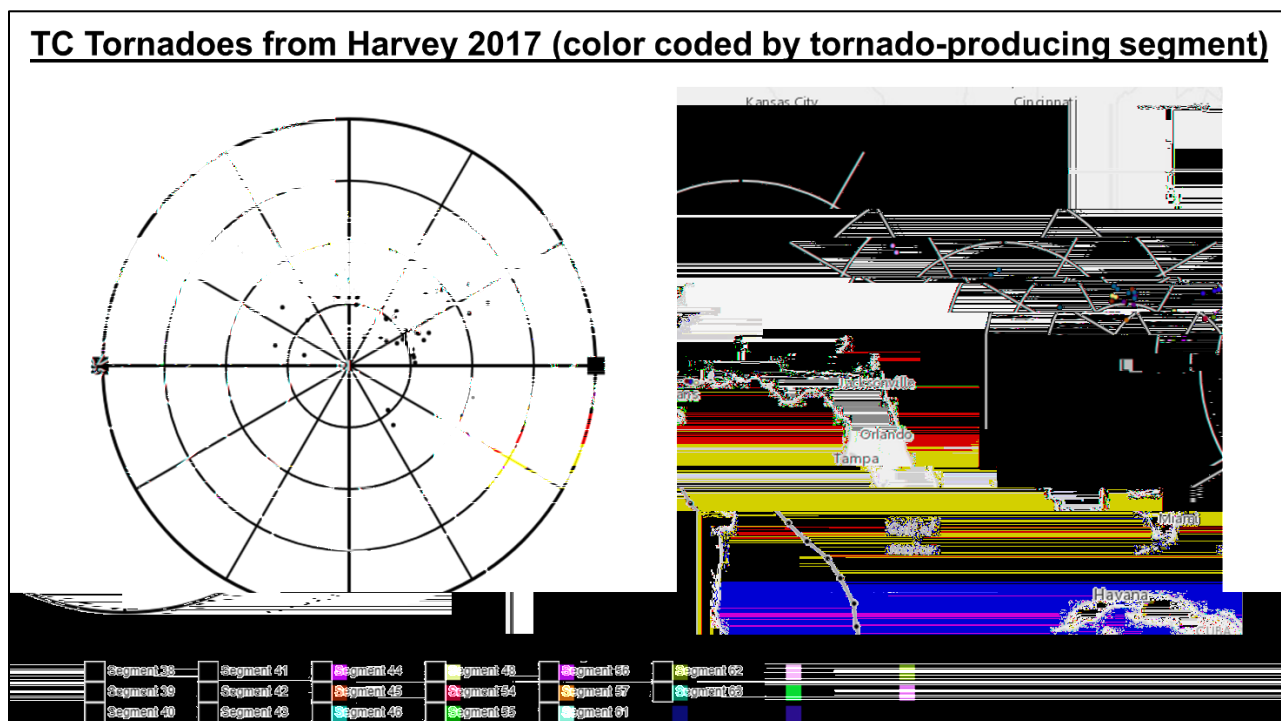 TC Tornadoes from Harvey 2017 (color coded by tornado-producing segment)
Kansas City
Cincinnati
Jacksonville
Orlando
Tampa
Miami
Havana
Segment 38 Segment 41 Segment 44 Segment 48 Segment 56 Segment 62
Segment 39 Segment 42 Segment 45 Segment 54 Segment 57 Segment 63
Segment 40 Segment 43 Segment 46 Segment 55 Segment 61